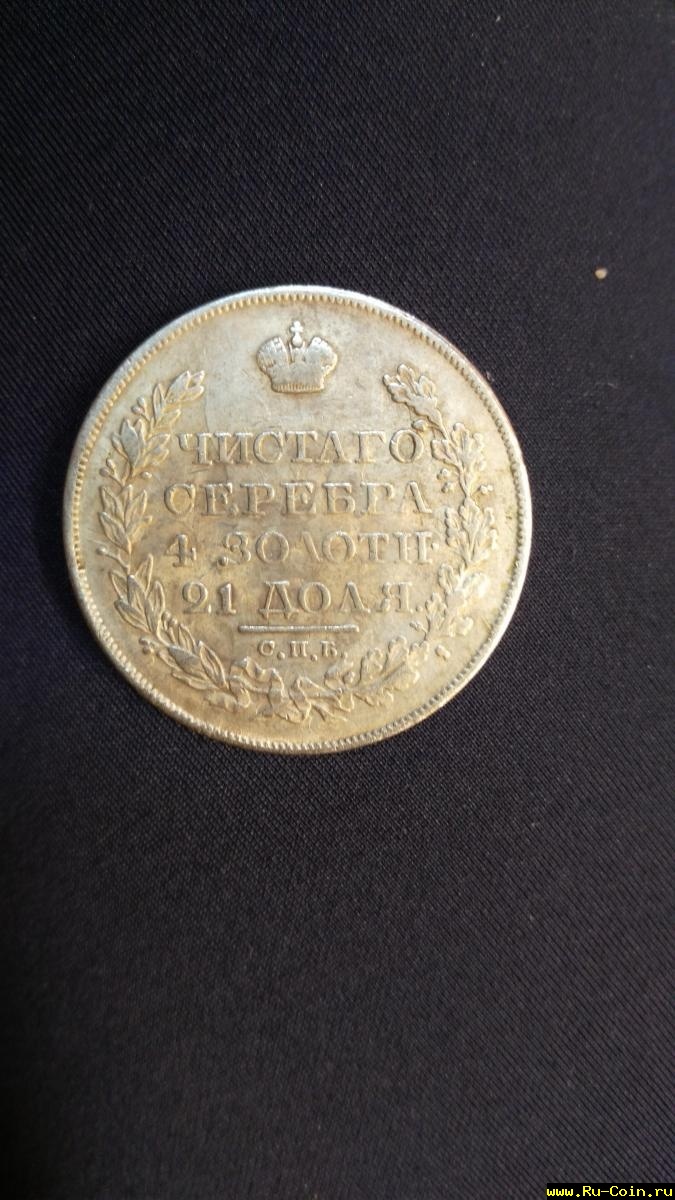 ЧИСТАГО
СЕРЕБРА
4 ЗОЛОТН.
21 ДОЛЯ.
С.П.Б.
www.Ru-Coin.ru